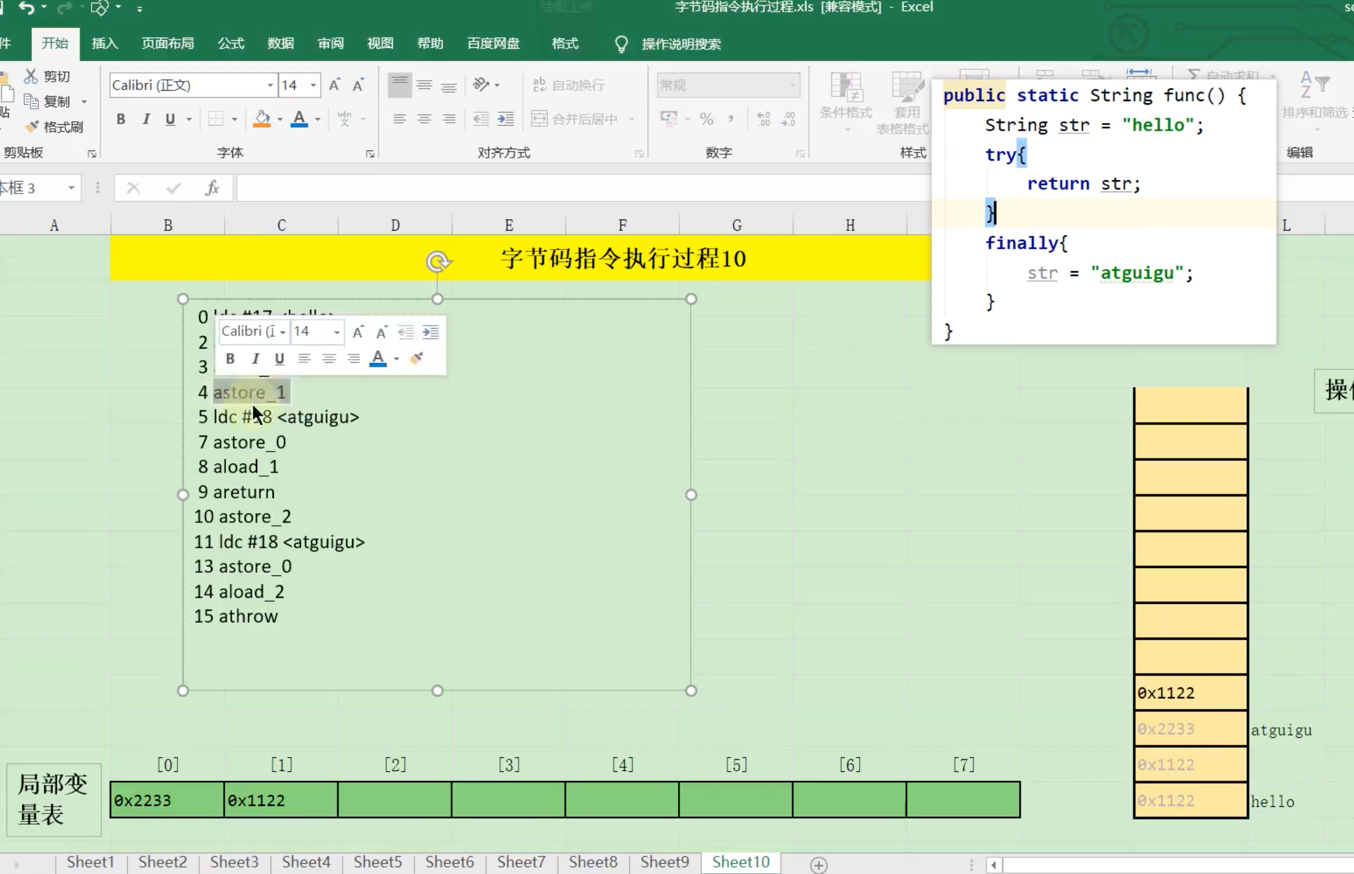 字节码指令执行过程.xls [兼容模式] - Excel
开始 插入 页面布局 公式 数据 审阅 视图 帮助 百度网盘 格式 操作说明搜索
剪切
复制
格式刷
剪贴板
Calibri (正文) 14
B I U
字体
自动换行
合并后居中
对齐方式
常规
数字
条件格式
套用
表格格式
样式
自动求和
排序和筛选
编辑
本框 3
fx
A B C D E F G H L
public static String func() {
String str = "hello";
try{
return str;
}
finally{
str = "atguigu";
}
}
字节码指令执行过程10
Calibri (正 14
B I U
0 ldc #17 <hello>
2
3
4 astore_1
5 ldc #18 <atguigu>
7 astore_0
8 aload_1
9 areturn
10 astore_2
11 ldc #18 <atguigu>
13 astore_0
14 aload_2
15 athrow
0x1122
0x2233 atguigu
0x1122
0x1122 hello
[0] [1] [2] [3] [4] [5] [6] [7]
局部变
量表
0x2233 0x1122
Sheet1 Sheet2 Sheet3 Sheet4 Sheet5 Sheet6 Sheet7 Sheet8 Sheet9 Sheet10